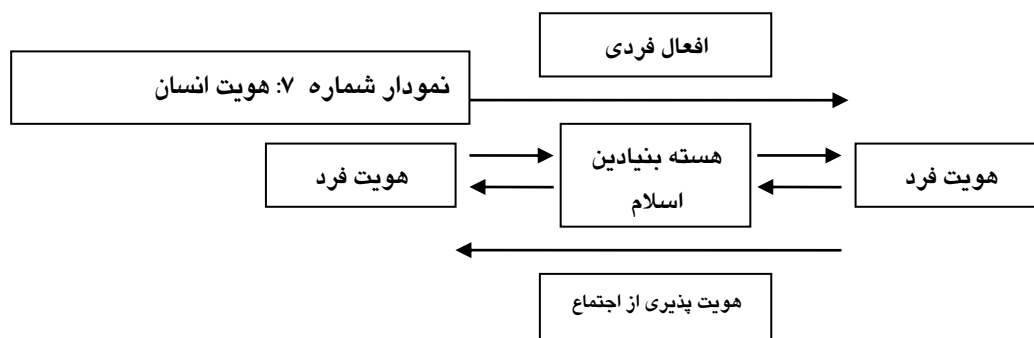 افعال فردی
نمودار شماره ۷: هویت انسان
هسته بنیادین
اسلام
هویت فرد
هویت فرد
هویت پذیری از اجتماع